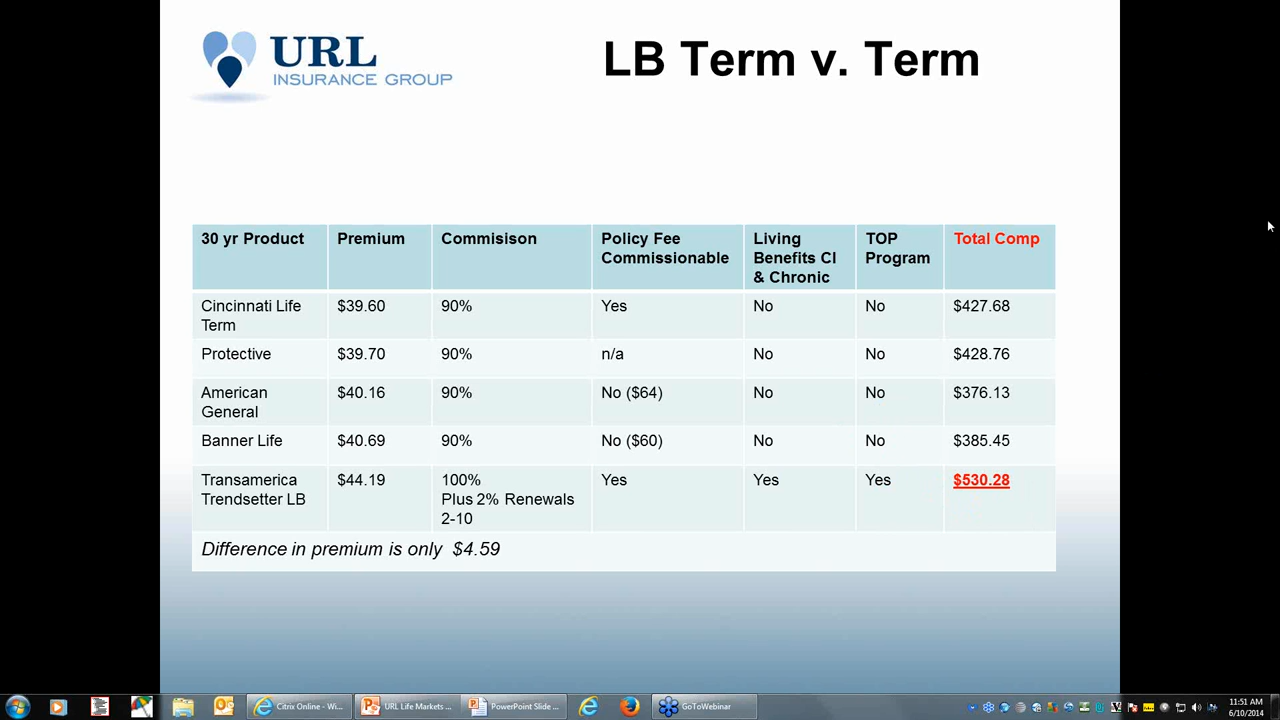 URL
INSURANCE GROUP
LB Term v. Term
30 yr Product Premium Commisison Policy Fee Commissionable Living Benefits CI & Chronic TOP Program Total Comp
Cincinnati Life Term $39.60 90% Yes No No $427.68
Protective $39.70 90% n/a No No $428.76
American General $40.16 90% No ($64) No No $376.13
Banner Life $40.69 90% No ($60) No No $385.45
Transamerica Trendsetter LB $44.19 100% Plus 2% Renewals 2-10 Yes Yes Yes $530.28
Difference in premium is only $4.59
Citrix Online - Wi...
URL Life Markets ...
PowerPoint Slide ...
GoToWebinar
11:51 AM
6/10/2014